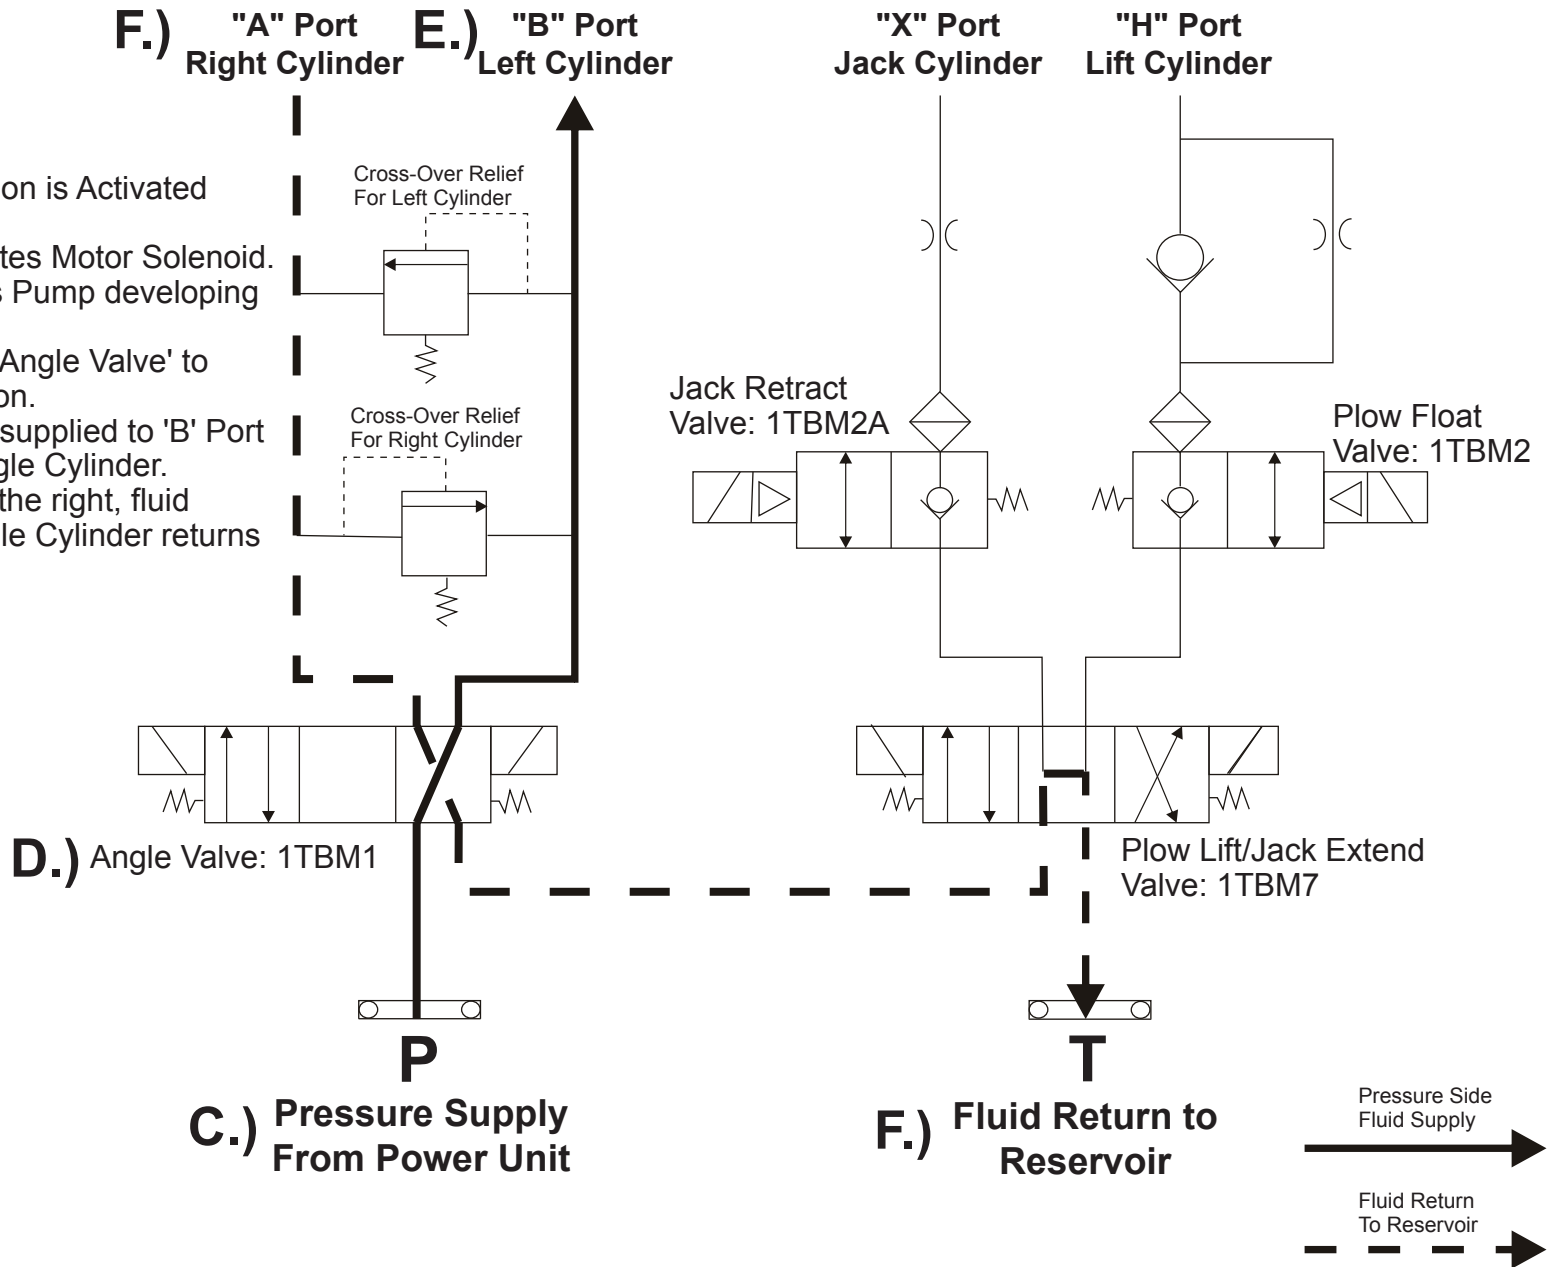 F.) "A" Port
Right Cylinder
E.) "B" Port
Left Cylinder
"X" Port
Jack Cylinder
"H" Port
Lift Cylinder
on is Activated
tes Motor Solenoid.
s Pump developing
Angle Valve' to
on.
supplied to 'B' Port
gle Cylinder.
the right, fluid
le Cylinder returns
Cross-Over Relief
For Left Cylinder
Cross-Over Relief
For Right Cylinder
Jack Retract
Valve: 1TBM2A
Plow Float
Valve: 1TBM2
D.) Angle Valve: 1TBM1
Plow Lift/Jack Extend
Valve: 1TBM7
P
C.) Pressure Supply
From Power Unit
T
F.) Fluid Return to
Reservoir
Pressure Side
Fluid Supply
Fluid Return
To Reservoir